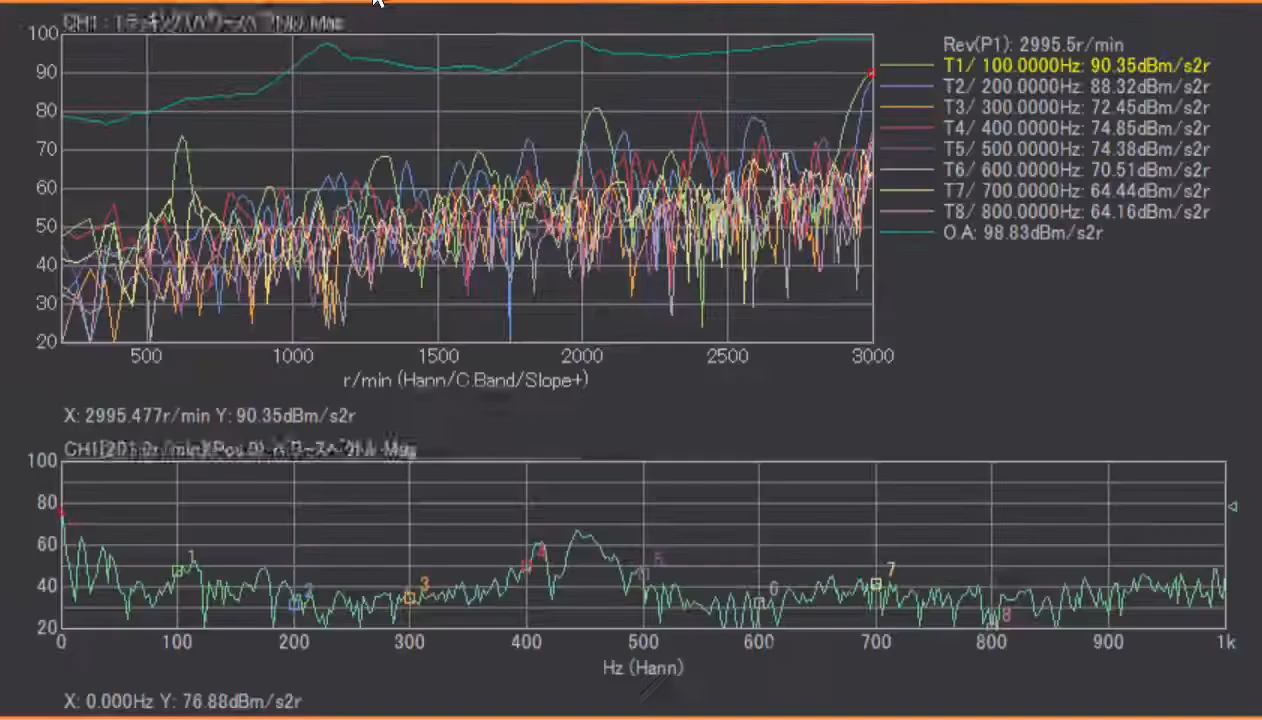 100
90
80
70
60
50
40
30
20
500
1000
1500
2000
2500
3000
r/min (Hann/C.Band/Slope+)
Rev(P1): 2995.5r/min
T1/ 100.0000Hz: 90.35dBm/s2r
T2/ 200.0000Hz: 88.32dBm/s2r
T3/ 300.0000Hz: 72.45dBm/s2r
T4/ 400.0000Hz: 74.85dBm/s2r
T5/ 500.0000Hz: 74.38dBm/s2r
T6/ 600.0000Hz: 70.51dBm/s2r
T7/ 700.0000Hz: 64.44dBm/s2r
T8/ 800.0000Hz: 64.16dBm/s2r
O.A: 98.83dBm/s2r
X: 2995.477r/min Y: 90.35dBm/s2r
100
80
60
40
20
1
2
3
4
5
6
7
8
0
100
200
300
400
500
600
700
800
900
1k
Hz (Hann)
X: 0.000Hz Y: 76.88dBm/s2r